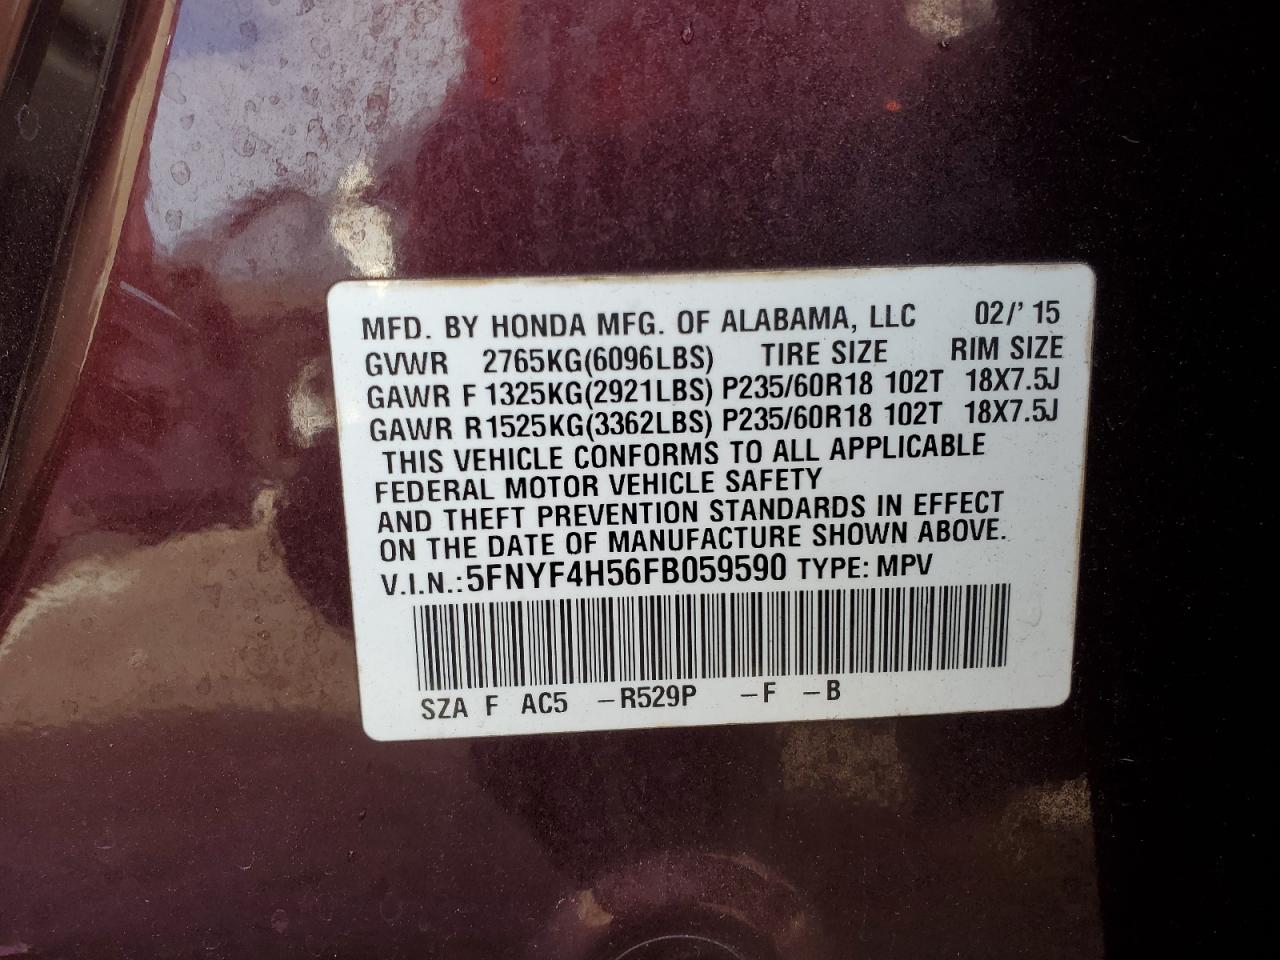 MFD. BY HONDA MFG. OF ALABAMA, LLC 02/' 15
GVWR 2765KG(6096LBS) TIRE SIZE RIM SIZE
GAWR F 1325KG(2921LBS) P235/60R18 102T 18X7.5J
GAWR R 1525KG(3362LBS) P235/60R18 102T 18X7.5J
THIS VEHICLE CONFORMS TO ALL APPLICABLE
FEDERAL MOTOR VEHICLE SAFETY
AND THEFT PREVENTION STANDARDS IN EFFECT
ON THE DATE OF MANUFACTURE SHOWN ABOVE.
V.I.N.: 5FNYF4H56FB059590 TYPE: MPV
SZA F AC5 -R529P -F -B